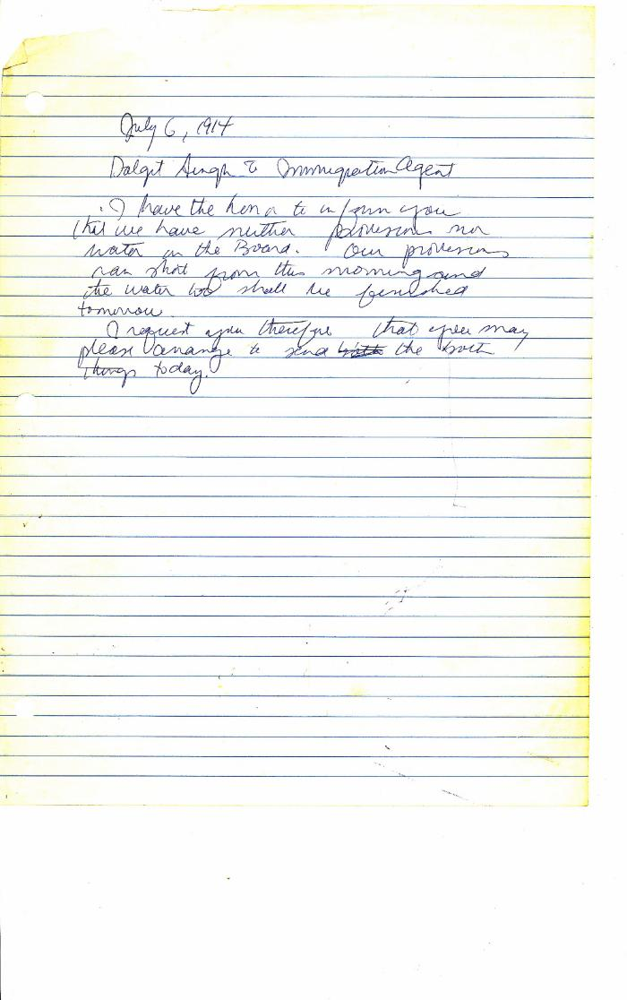 July 6, 1914
Daljit Singh to Immigration Agent
I have the honor to inform you
that we have neither provisions nor
water on the Board. Our provisions
ran short from this morning and
the water too shall be finished
tomorrow.
I request you therefore that you may
please arrange to send both the both
things today.